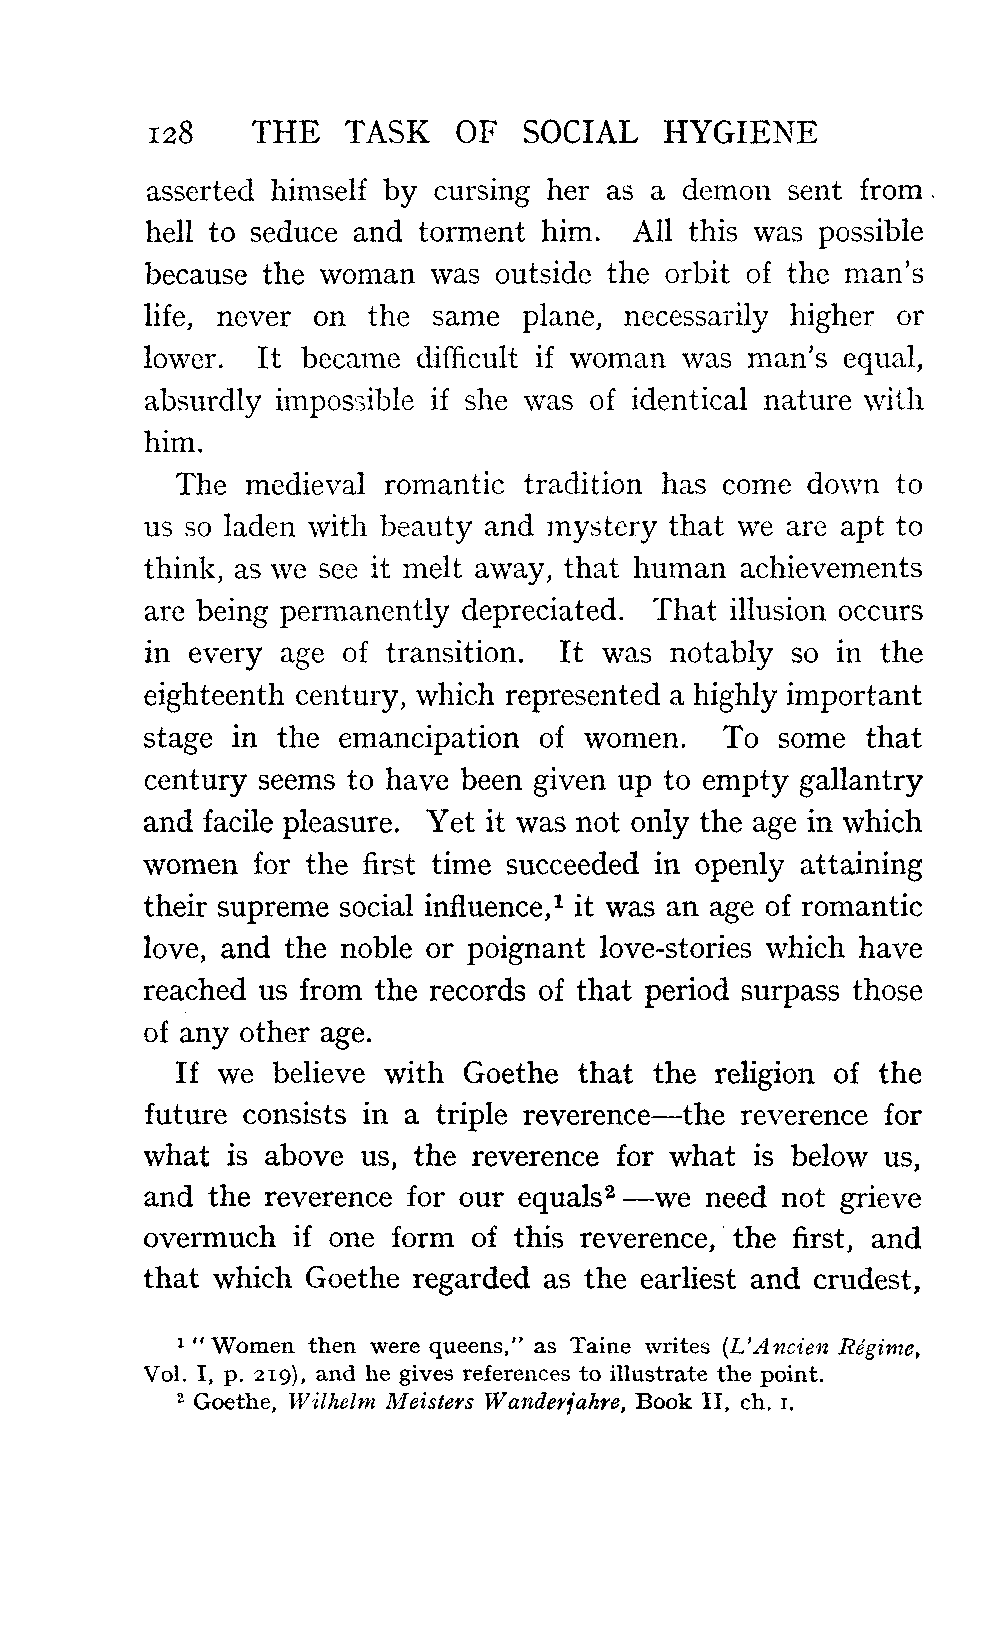 128 THE TASK OF SOCIAL HYGIENE
asserted himself by cursing her as a demon sent from
hell to seduce and torment him. All this was possible
because the woman was outside the orbit of the man's
life, never on the same plane, necessarily higher or
lower. It became difficult if woman was man's equal,
absurdly impossible if she was of identical nature with
him.
The medieval romantic tradition has come down to
us so laden with beauty and mystery that we are apt to
think, as we see it melt away, that human achievements
are being permanently depreciated. That illusion occurs
in every age of transition. It was notably so in the
eighteenth century, which represented a highly important
stage in the emancipation of women. To some that
century seems to have been given up to empty gallantry
and facile pleasure. Yet it was not only the age in which
women for the first time succeeded in openly attaining
their supreme social influence,¹ it was an age of romantic
love, and the noble or poignant love-stories which have
reached us from the records of that period surpass those
of any other age.
If we believe with Goethe that the religion of the
future consists in a triple reverence—the reverence for
what is above us, the reverence for what is below us,
and the reverence for our equals²—we need not grieve
overmuch if one form of this reverence, the first, and
that which Goethe regarded as the earliest and crudest,
¹ "Women then were queens," as Taine writes (L'Ancien Régime,
Vol. I, p. 219), and he gives references to illustrate the point.
² Goethe, Wilhelm Meisters Wanderjahre, Book II, ch. 1.